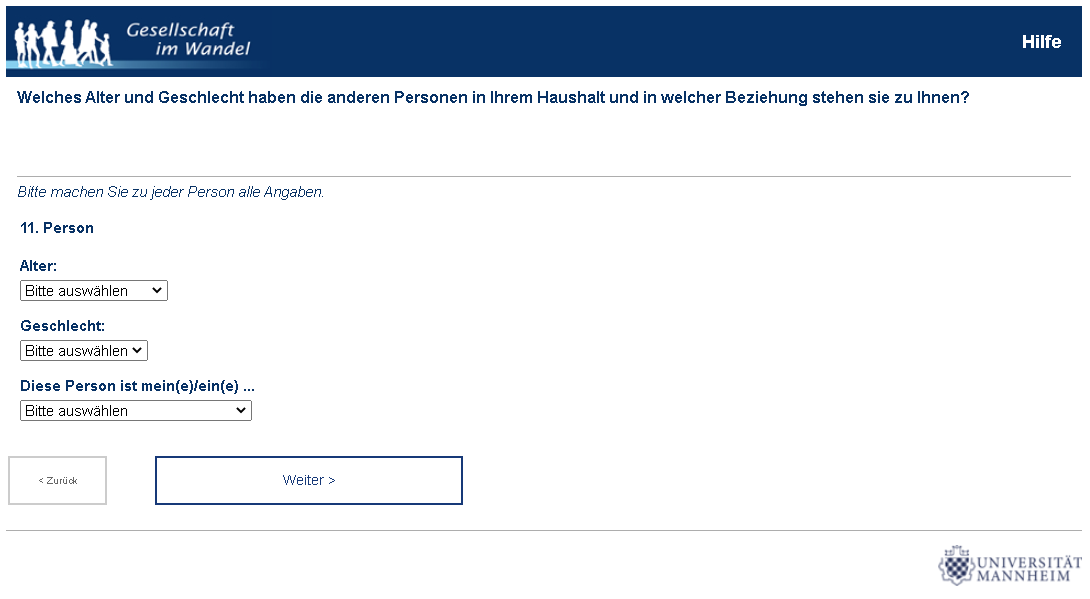 Gesellschaft
im Wandel
Hilfe
Welches Alter und Geschlecht haben die anderen Personen in Ihrem Haushalt und in welcher Beziehung stehen sie zu Ihnen?
Bitte machen Sie zu jeder Person alle Angaben.
11. Person
Alter:
Bitte auswählen
Geschlecht:
Bitte auswählen
Diese Person ist mein(e)/ein(e) ...
Bitte auswählen
< Zurück
Weiter >
UNIVERSITÄT
MANNHEIM